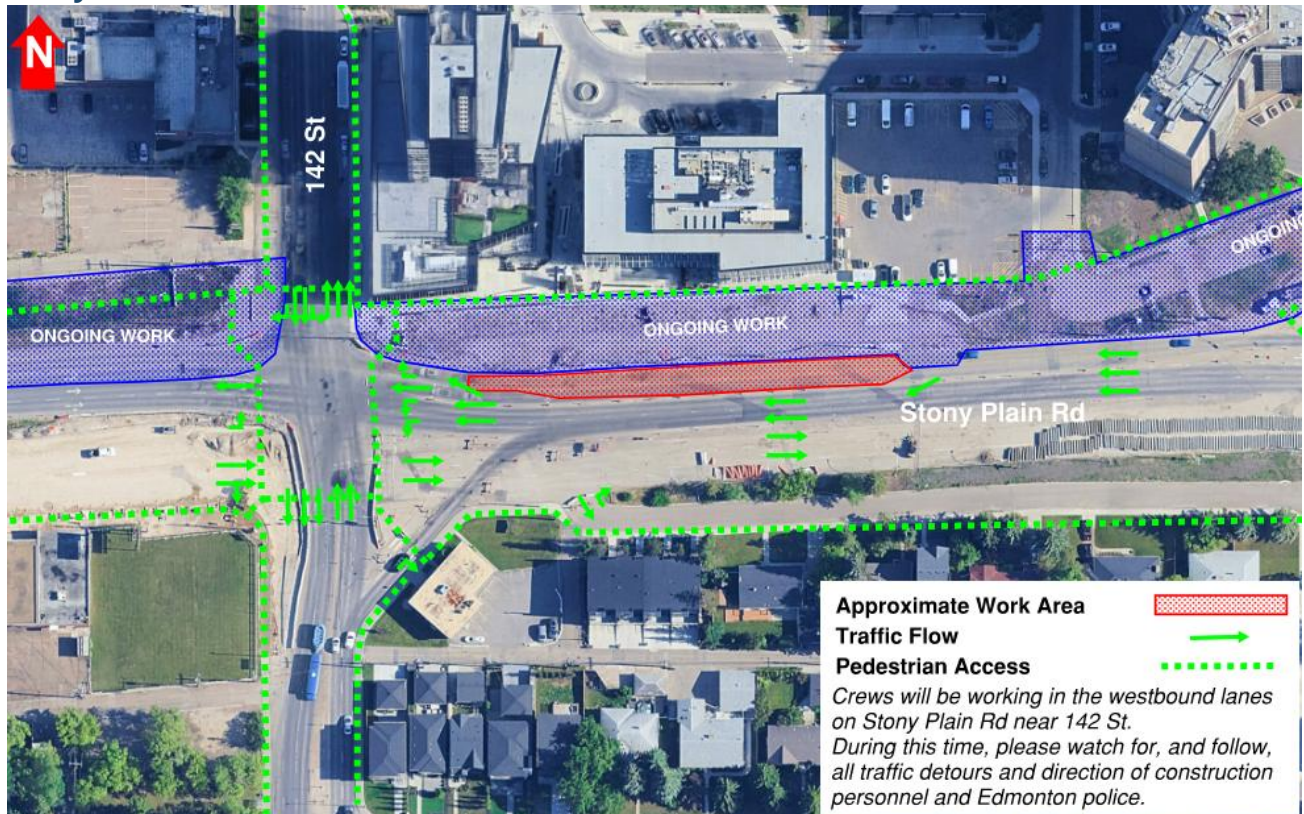 N
142 St
ONGOING
ONGOING WORK
ONGOING WORK
Stony Plain Rd
Approximate Work Area
Traffic Flow
Pedestrian Access
Crews will be working in the westbound lanes
on Stony Plain Rd near 142 St.
During this time, please watch for, and follow,
all traffic detours and direction of construction
personnel and Edmonton police.